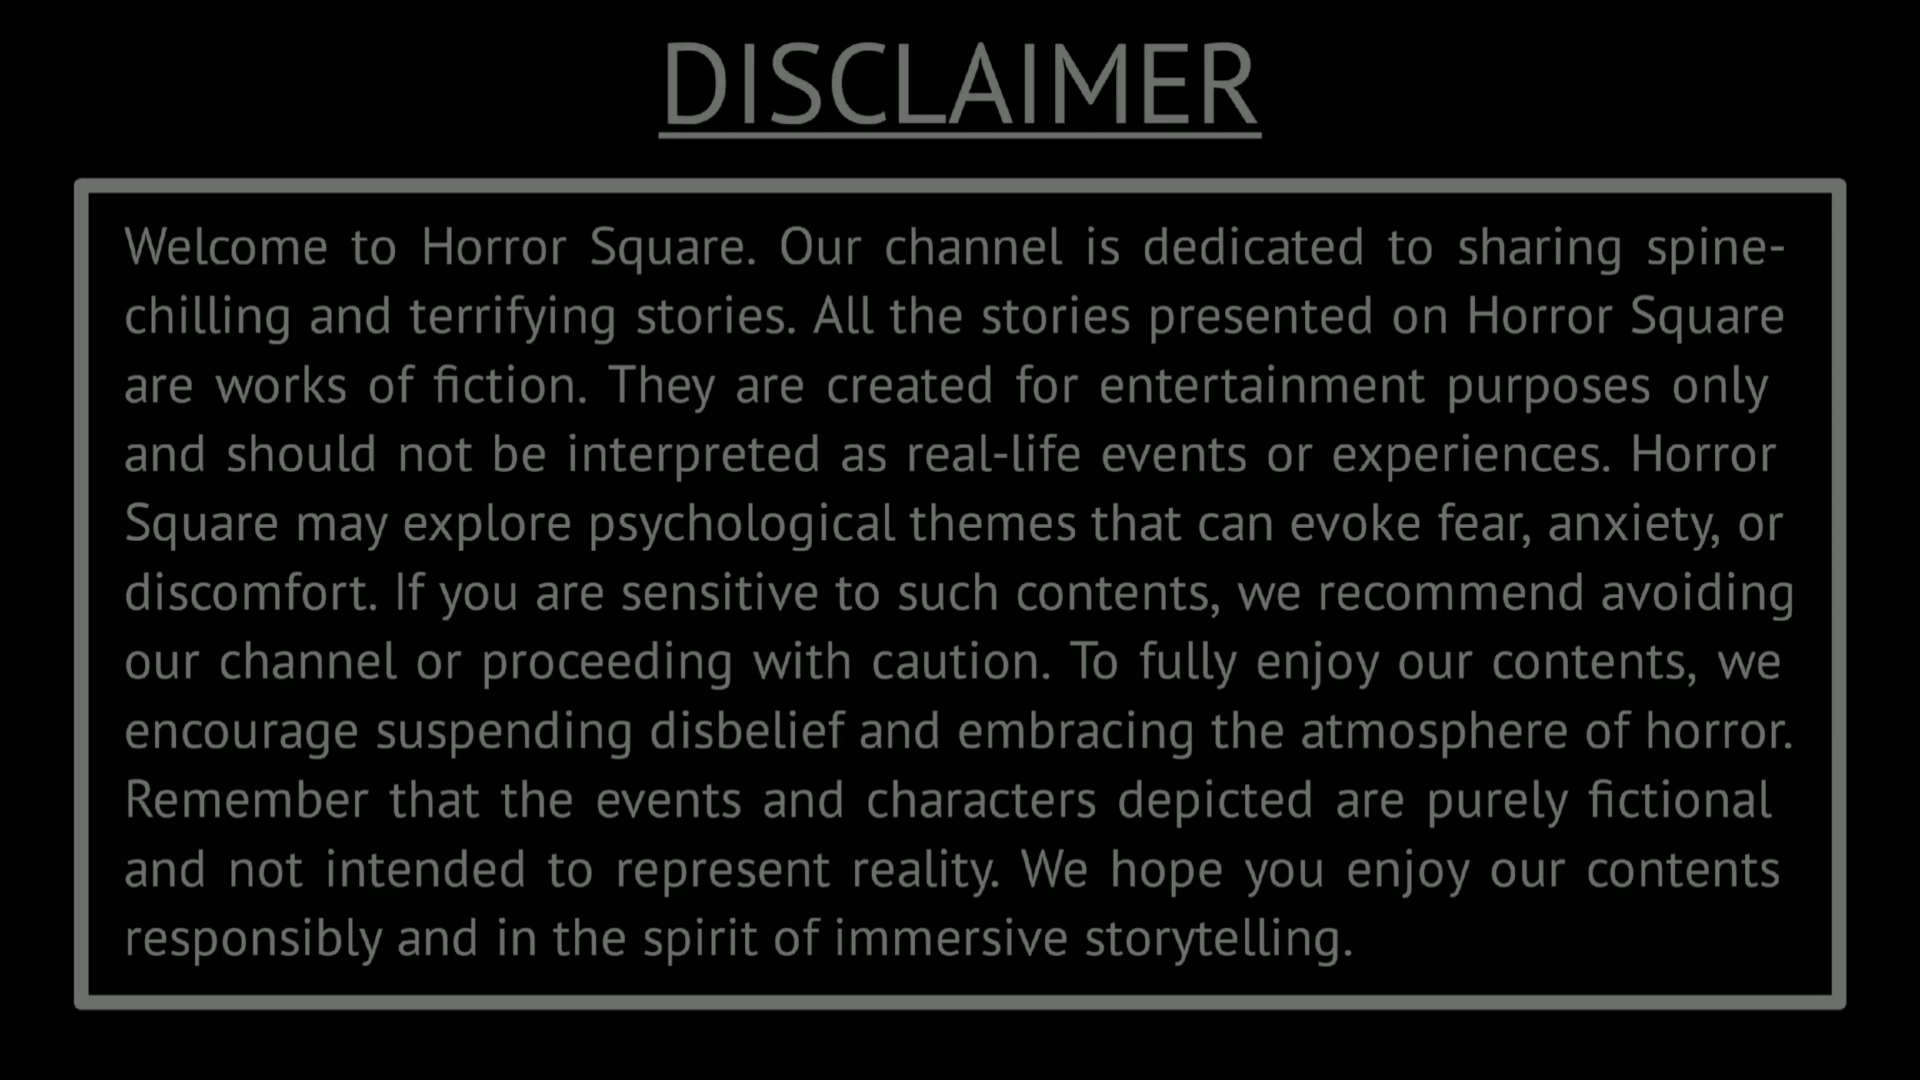 DISCLAIMER
Welcome to Horror Square. Our channel is dedicated to sharing spine-
chilling and terrifying stories. All the stories presented on Horror Square
are works of fiction. They are created for entertainment purposes only
and should not be interpreted as real-life events or experiences. Horror
Square may explore psychological themes that can evoke fear, anxiety, or
discomfort. If you are sensitive to such contents, we recommend avoiding
our channel or proceeding with caution. To fully enjoy our contents, we
encourage suspending disbelief and embracing the atmosphere of horror.
Remember that the events and characters depicted are purely fictional
and not intended to represent reality. We hope you enjoy our contents
responsibly and in the spirit of immersive storytelling.